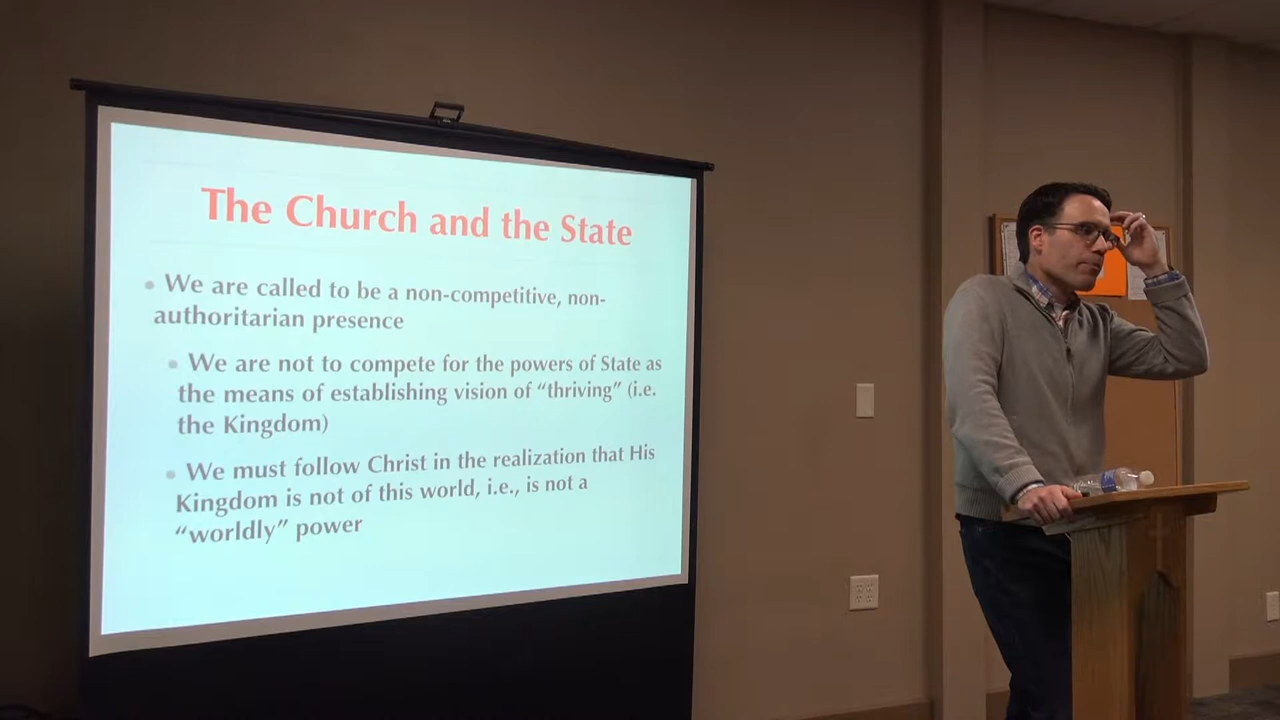 The Church and the State
• We are called to be a non-competitive, non-
authoritarian presence
• We are not to compete for the powers of State as
the means of establishing vision of “thriving” (i.e.
the Kingdom)
• We must follow Christ in the realization that His
Kingdom is not of this world, i.e., is not a
“worldly” power